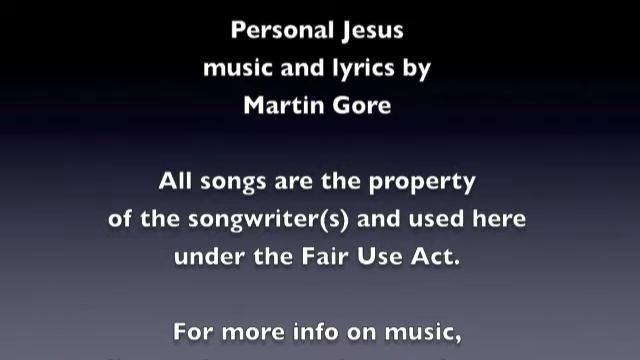 Personal Jesus
music and lyrics by
Martin Gore
All songs are the property
of the songwriter(s) and used here
under the Fair Use Act.
For more info on music,